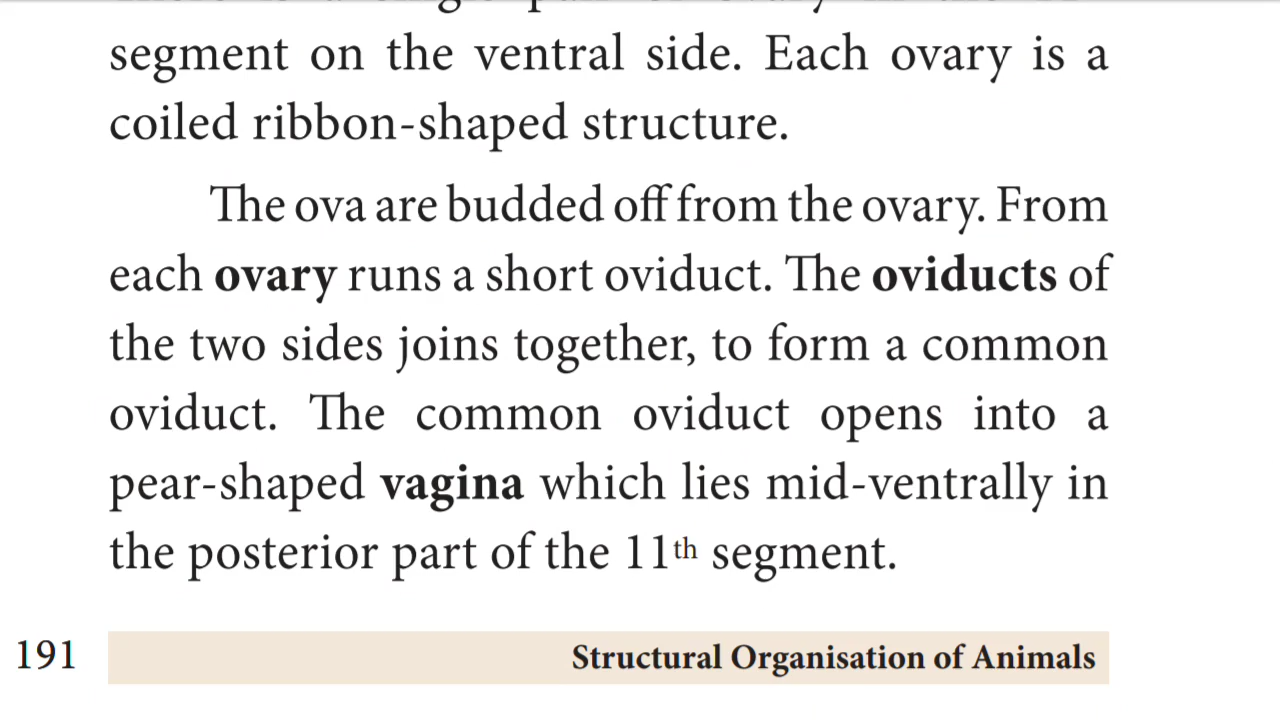 segment on the ventral side. Each ovary is a
coiled ribbon-shaped structure.
The ova are budded off from the ovary. From
each ovary runs a short oviduct. The oviducts of
the two sides joins together, to form a common
oviduct. The common oviduct opens into a
pear-shaped vagina which lies mid-ventrally in
the posterior part of the 11th segment.
191
Structural Organisation of Animals